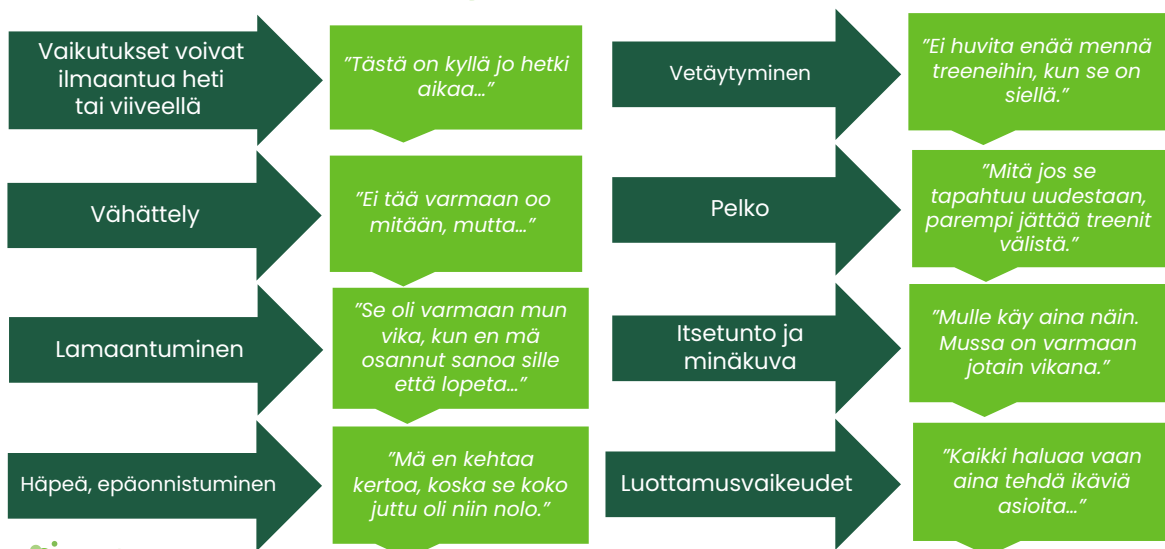 Vaikutukset voivat
ilmaantua heti
tai viiveellä
”Tästä on kyllä jo hetki
aikaa…”
Vähättely
”Ei tää varmaan oo
mitään, mutta…”
Lamaantuminen
”Se oli varmaan mun
vika, kun en mä
osannut sanoa sille
että lopeta…”
Häpeä, epäonnistuminen
”Mä en kehtaa
kertoa, koska se koko
juttu oli niin nolo.”
Vetäytyminen
”Ei huvita enää mennä
treeneihin, kun se on
siellä.”
Pelko
”Mitä jos se
tapahtuu uudestaan,
parempi jättää treenit
välistä.”
Itsetunto ja
minäkuva
”Mulle käy aina näin.
Mussa on varmaan
jotain vikana.”
Luottamusvaikeudet
”Kaikki haluaa vaan
aina tehdä ikäviä
asioita…”